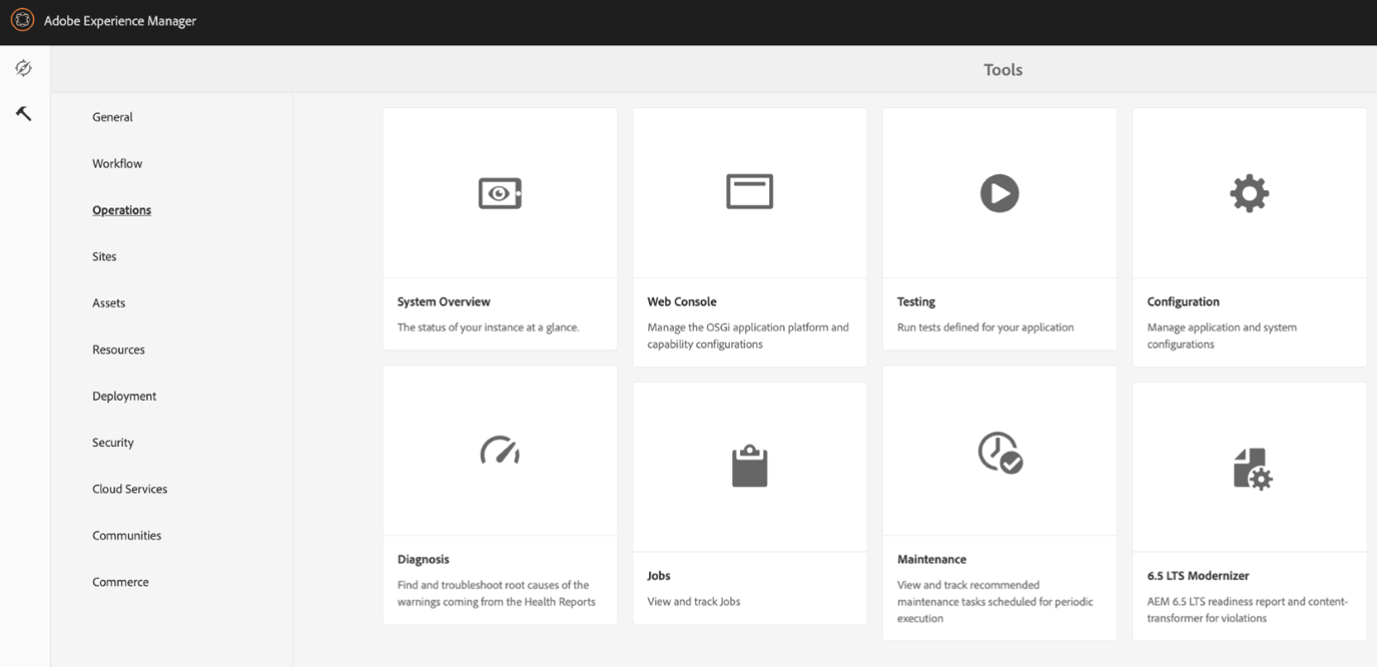 Adobe Experience Manager
Tools
General
Workflow
Operations
Sites
Assets
Resources
Deployment
Security
Cloud Services
Communities
Commerce
System Overview
The status of your instance at a glance.
Web Console
Manage the OSGi application platform and
capability configurations
Testing
Run tests defined for your application
Configuration
Manage application and system
configurations
Diagnosis
Find and troubleshoot root causes of the
warnings coming from the Health Reports
Jobs
View and track Jobs
Maintenance
View and track recommended
maintenance tasks scheduled for periodic
execution
6.5 LTS Modernizer
AEM 6.5 LTS readiness report and content-
transformer for violations